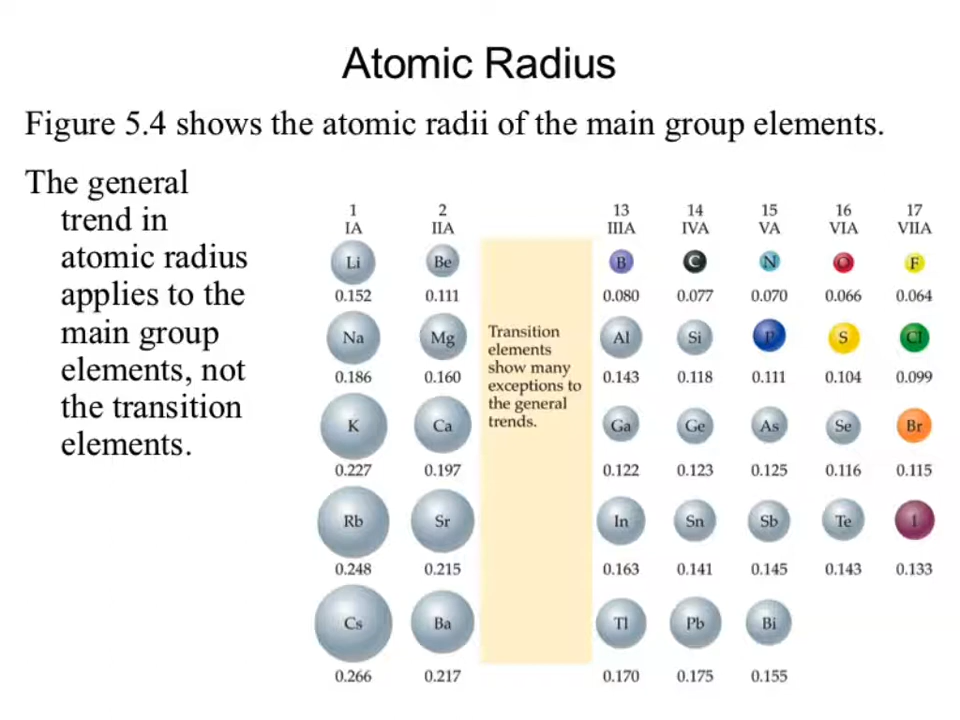 Atomic Radius
Figure 5.4 shows the atomic radii of the main group elements.
The general
trend in
atomic radius
applies to the
main group
elements, not
the transition
elements.
1 2 13 14 15 16 17
IA IIA IIIA IVA VA VIA VIIA
Li Be B C N O F
0.152 0.111 0.080 0.077 0.070 0.066 0.064
Transition
elements
show many
exceptions to
the general
trends.
Na Mg Al Si P S Cl
0.186 0.160 0.143 0.118 0.111 0.104 0.099
K Ca Ga Ge As Se Br
0.227 0.197 0.122 0.123 0.125 0.116 0.115
Rb Sr In Sn Sb Te I
0.248 0.215 0.163 0.141 0.145 0.143 0.133
Cs Ba Tl Pb Bi
0.266 0.217 0.170 0.175 0.155